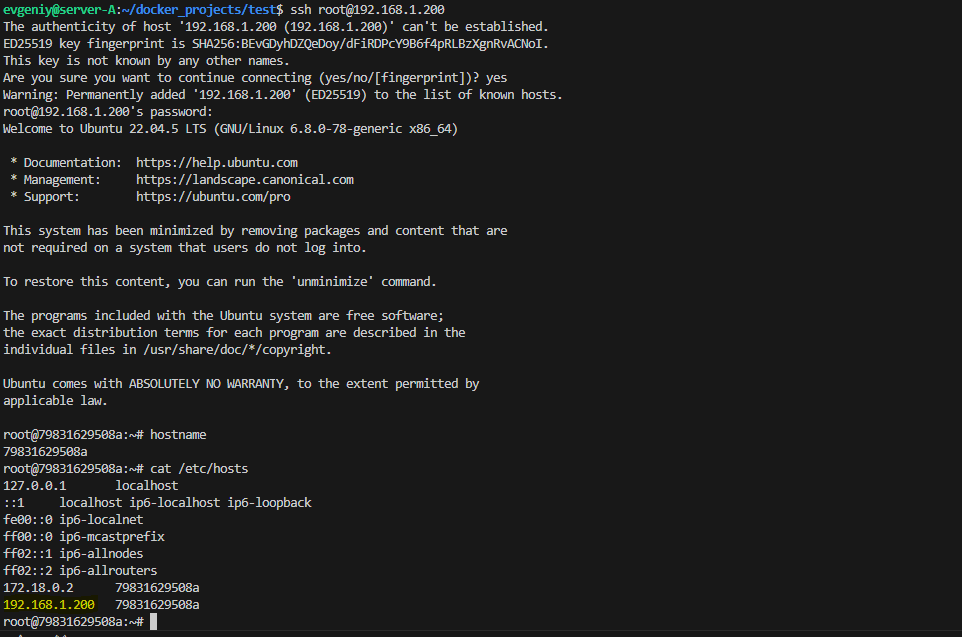 evgeniy@server-A:~/docker_projects/test$ ssh root@192.168.1.200
The authenticity of host '192.168.1.200 (192.168.1.200)' can't be established.
ED25519 key fingerprint is SHA256:BEvGDyhDZQeDoy/dFiRDPcY9B6f4pRLBzXgnRvACNoI.
This key is not known by any other names.
Are you sure you want to continue connecting (yes/no/[fingerprint])? yes
Warning: Permanently added '192.168.1.200' (ED25519) to the list of known hosts.
root@192.168.1.200's password:
Welcome to Ubuntu 22.04.5 LTS (GNU/Linux 6.8.0-78-generic x86_64)
* Documentation:  https://help.ubuntu.com
* Management:     https://landscape.canonical.com
* Support:        https://ubuntu.com/pro
This system has been minimized by removing packages and content that are
not required on a system that users do not log into.
To restore this content, you can run the 'unminimize' command.
The programs included with the Ubuntu system are free software;
the exact distribution terms for each program are described in the
individual files in /usr/share/doc/*/copyright.
Ubuntu comes with ABSOLUTELY NO WARRANTY, to the extent permitted by
applicable law.
root@79831629508a:~# hostname
79831629508a
root@79831629508a:~# cat /etc/hosts
127.0.0.1       localhost
::1     localhost ip6-localhost ip6-loopback
fe00::0 ip6-localnet
ff00::0 ip6-mcastprefix
ff02::1 ip6-allnodes
ff02::2 ip6-allrouters
172.18.0.2      79831629508a
192.168.1.200   79831629508a
root@79831629508a:~#